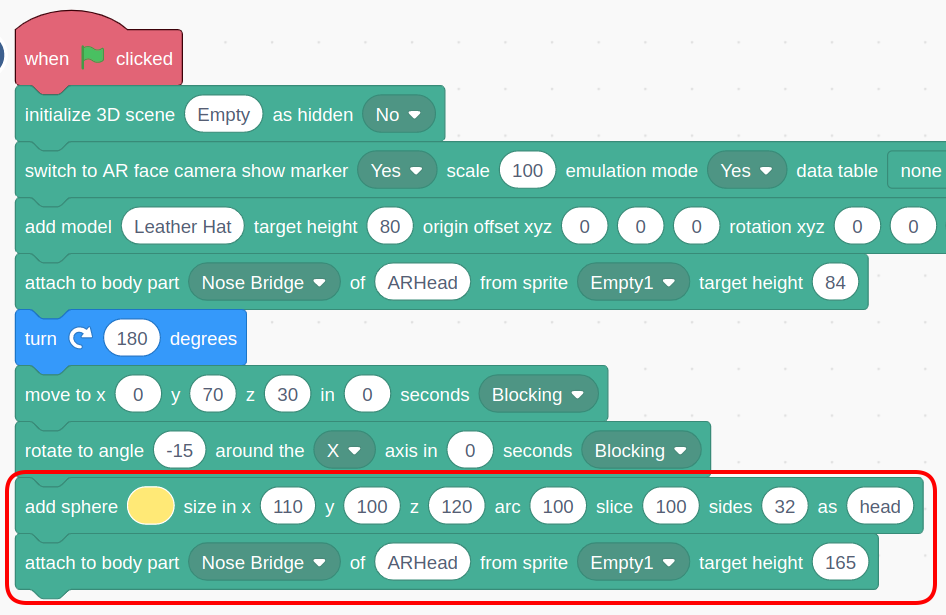 when clicked
initialize 3D scene Empty as hidden No
switch to AR face camera show marker Yes scale 100 emulation mode Yes data table none
add model Leather Hat target height 80 origin offset xyz 0 0 0 rotation xyz 0 0
attach to body part Nose Bridge of ARHead from sprite Empty1 target height 84
turn 180 degrees
move to x 0 y 70 z 30 in 0 seconds Blocking
rotate to angle -15 around the X axis in 0 seconds Blocking
add sphere size in x 110 y 100 z 120 arc 100 slice 100 sides 32 as head
attach to body part Nose Bridge of ARHead from sprite Empty1 target height 165